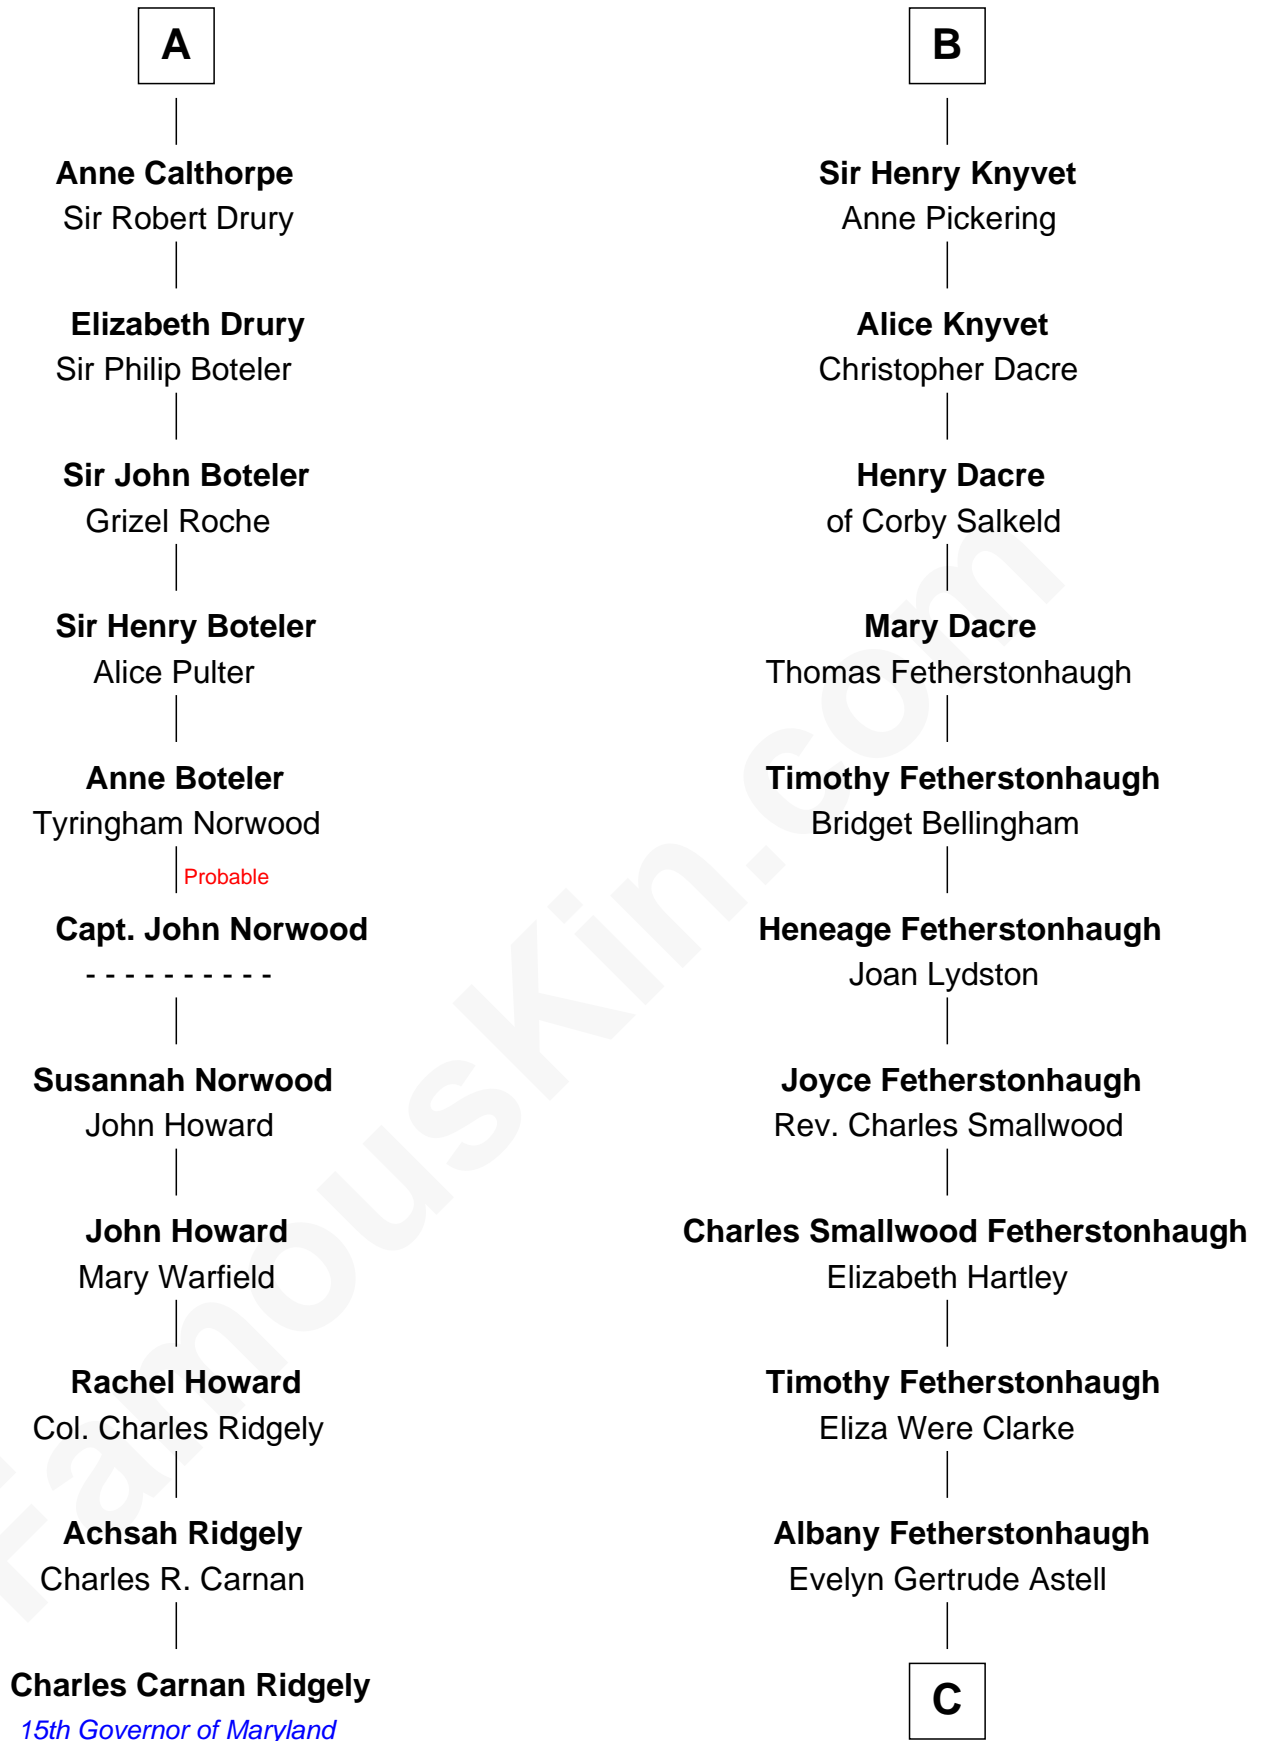 A
Anne Calthorpe
Sir Robert Drury
Elizabeth Drury
Sir Philip Boteler
Sir John Boteler
Grizel Roche
Sir Henry Boteler
Alice Pulter
Anne Boteler
Tyringham Norwood
Probable
Capt. John Norwood
- - - - - - - - - -
Susannah Norwood
John Howard
John Howard
Mary Warfield
Rachel Howard
Col. Charles Ridgely
Achsah Ridgely
Charles R. Carnan
Charles Carnan Ridgely
15th Governor of Maryland
B
Sir Henry Knyvet
Anne Pickering
Alice Knyvet
Christopher Dacre
Henry Dacre
of Corby Salkeld
Mary Dacre
Thomas Fetherstonhaugh
Timothy Fetherstonhaugh
Bridget Bellingham
Heneage Fetherstonhaugh
Joan Lydston
Joyce Fetherstonhaugh
Rev. Charles Smallwood
Charles Smallwood Fetherstonhaugh
Elizabeth Hartley
Timothy Fetherstonhaugh
Eliza Were Clarke
Albany Fetherstonhaugh
Evelyn Gertrude Astell
C
FamousKin.com